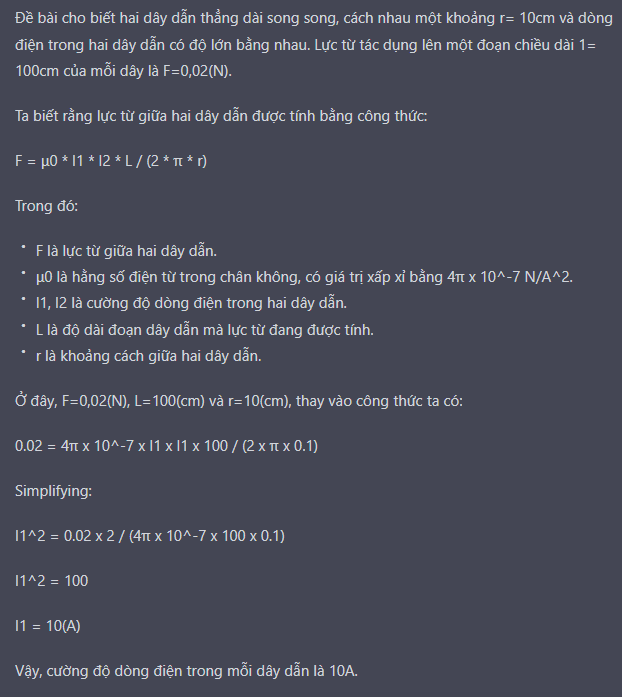 Đề bài cho biết hai dây dẫn thẳng dài song song, cách nhau một khoảng r= 10cm và dòng
điện trong hai dây dẫn có độ lớn bằng nhau. Lực từ tác dụng lên một đoạn chiều dài 1=
100cm của mỗi dây là F=0,02(N).
Ta biết rằng lực từ giữa hai dây dẫn được tính bằng công thức:
F = μ0 * I1 * I2 * L / (2 * π * r)
Trong đó:
• F là lực từ giữa hai dây dẫn.
• μ0 là hằng số điện từ trong chân không, có giá trị xấp xỉ bằng 4π x 10^-7 N/A^2.
• I1, I2 là cường độ dòng điện trong hai dây dẫn.
• L là độ dài đoạn dây dẫn mà lực từ đang được tính.
• r là khoảng cách giữa hai dây dẫn.
Ở đây, F=0,02(N), L=100(cm) và r=10(cm), thay vào công thức ta có:
0.02 = 4π x 10^-7 x I1 x I1 x 100 / (2 x π x 0.1)
Simplifying:
I1^2 = 0.02 x 2 / (4π x 10^-7 x 100 x 0.1)
I1^2 = 100
I1 = 10(A)
Vậy, cường độ dòng điện trong mỗi dây dẫn là 10A.